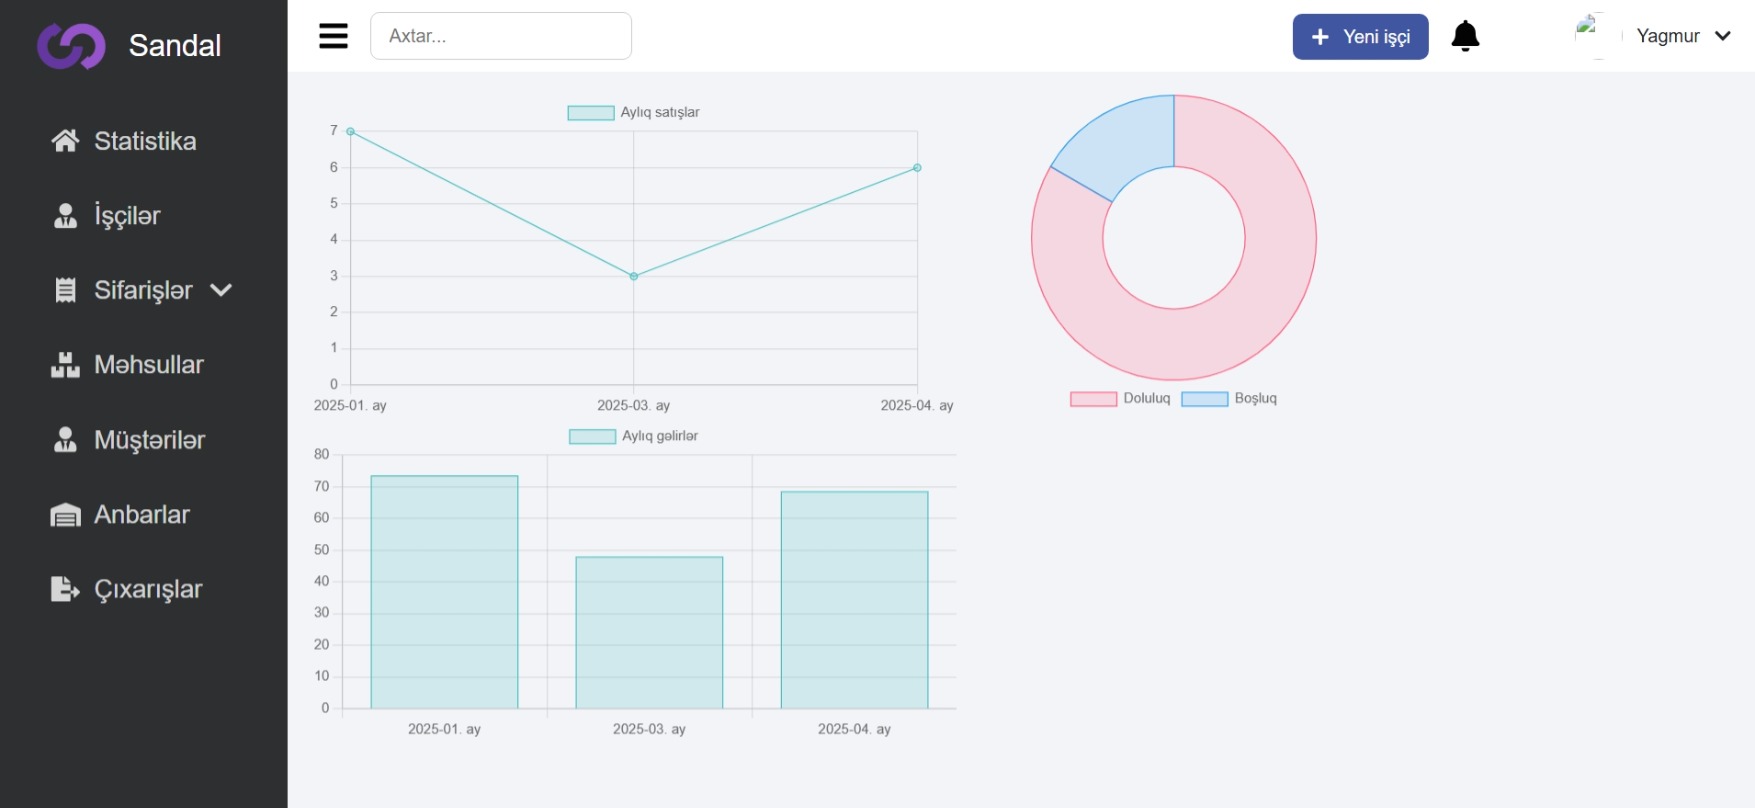 Sandal
Statistika
İşçilər
Sifarişlər
Məhsullar
Müştərilər
Anbarlar
Çıxarışlar
Axtar...
Yeni işçi
Yagmur
Aylıq satışlar
7
6
5
4
3
2
1
0
2025-01. ay 2025-03. ay 2025-04. ay
Doluluq Boşluq
Aylıq gəlirlər
80
70
60
50
40
30
20
10
0
2025-01. ay 2025-03. ay 2025-04. ay